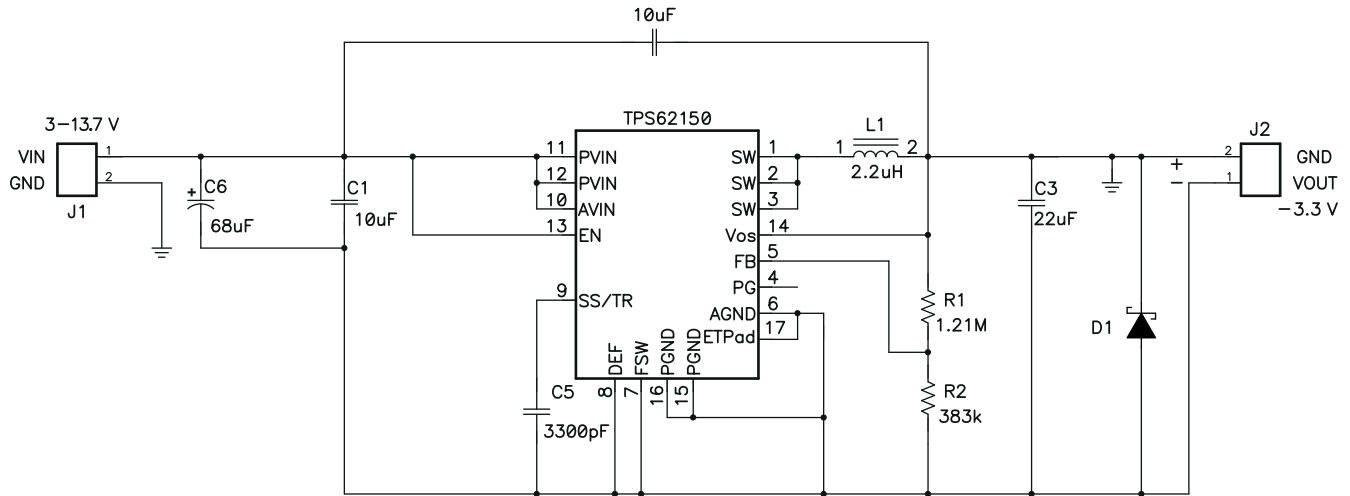 10uF
TPS62150
3-13.7 V
VIN
GND
1
2
J1
C6
+
68uF
C1
10uF
11
12
10
13
9
PVIN
PVIN
AVIN
EN
SS/TR
SW
SW
SW
Vos
FB
PG
AGND
ETPad
1
2
3
14
5
4
6
17
DEF
FSW
PGND
PGND
8
7
16
15
C5
3300pF
L1
1
2
2.2uH
R1
1.21M
R2
383k
C3
22uF
D1
+
-
J2
2
1
GND
VOUT
-3.3 V